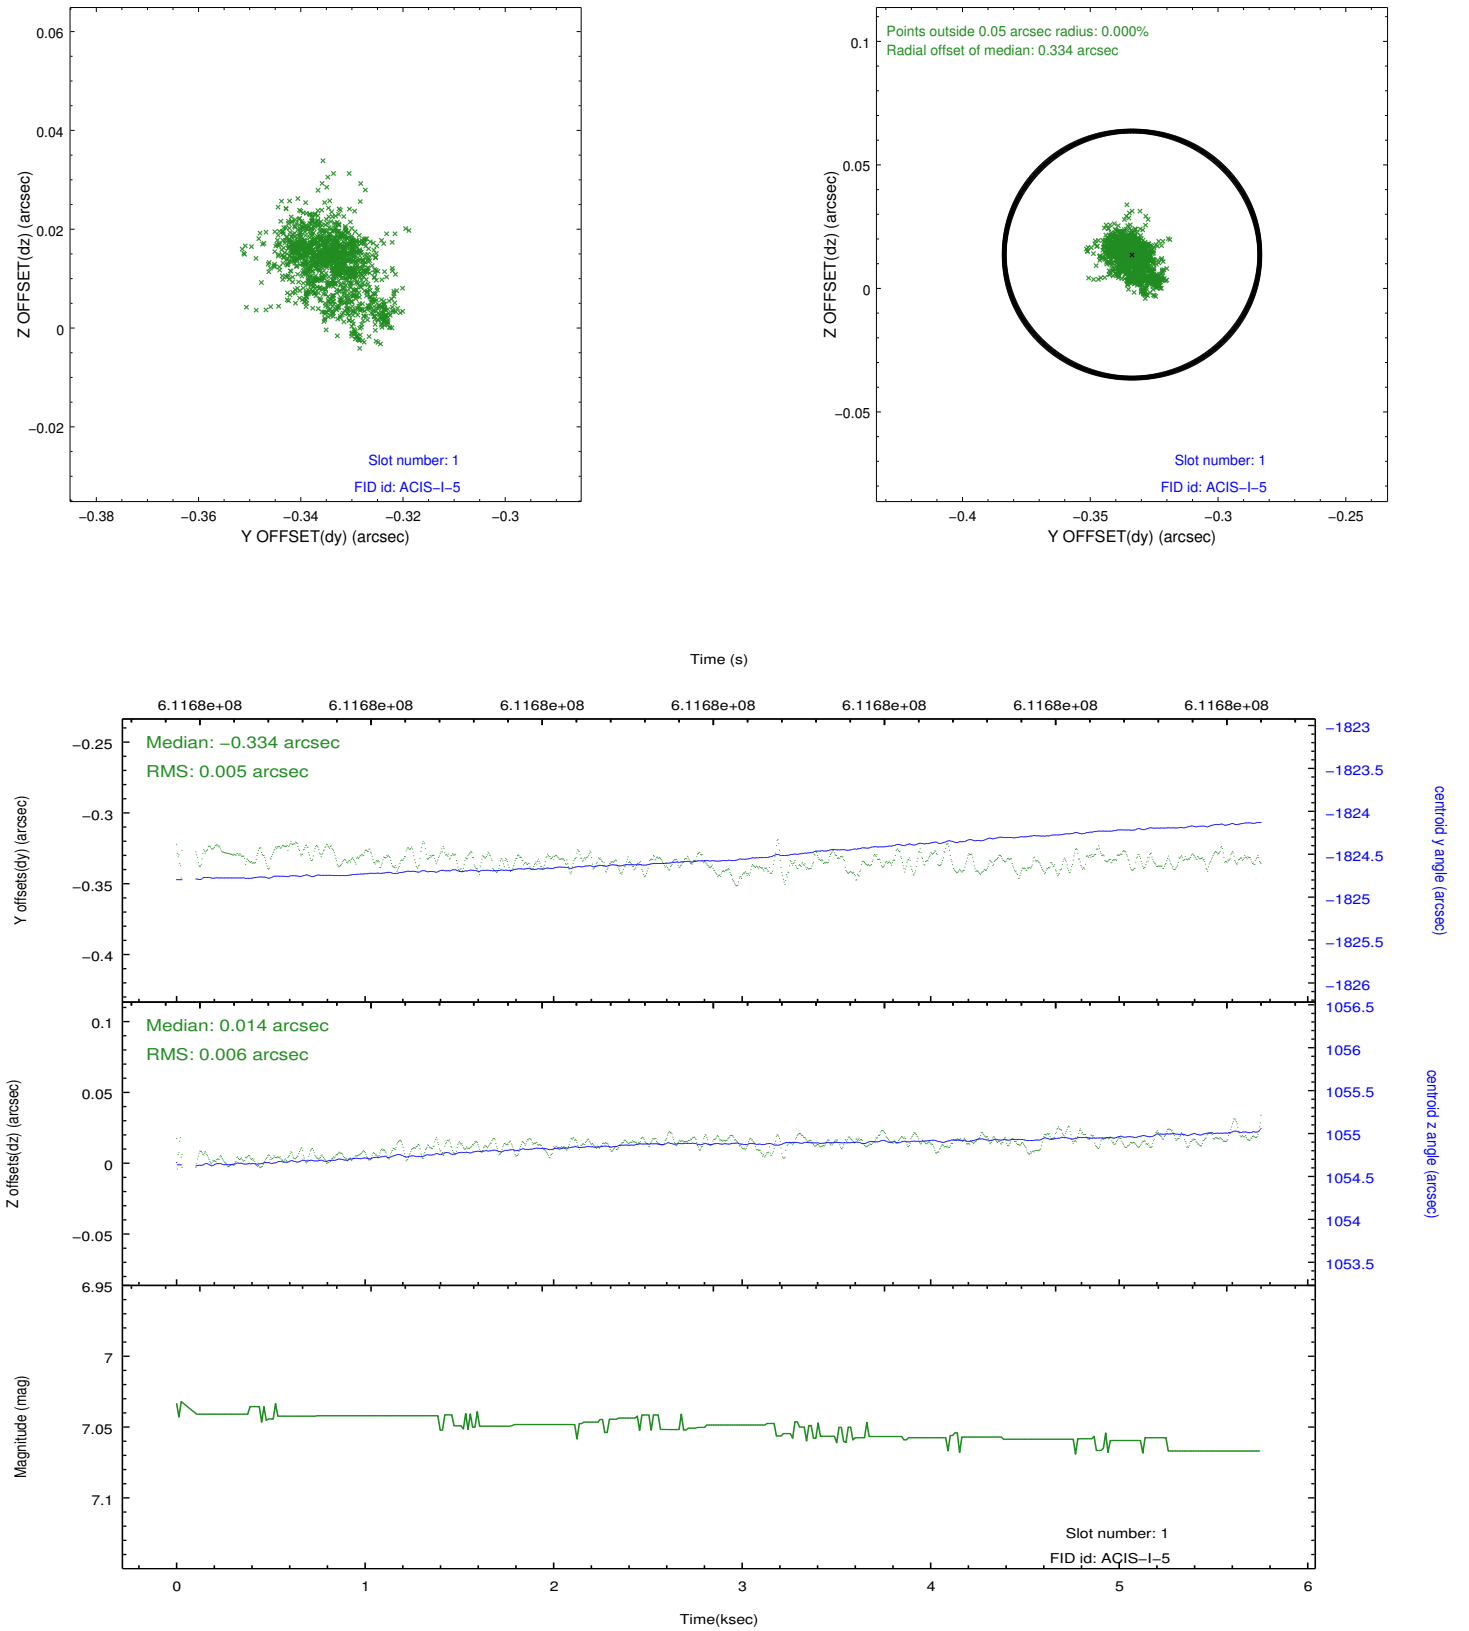 0.06
0.04
0.02
0
−0.02
Z OFFSET(dz) (arcsec)
Slot number: 1
FID id: ACIS−I−5
−0.38 −0.36 −0.34 −0.32 −0.3
Y OFFSET(dy) (arcsec)
Points outside 0.05 arcsec radius: 0.000%
Radial offset of median: 0.334 arcsec
0.1
0.05
0
−0.05
Z OFFSET(dz) (arcsec)
Slot number: 1
FID id: ACIS−I−5
−0.4 −0.35 −0.3 −0.25
Y OFFSET(dy) (arcsec)
Time (s)
6.1168e+08 6.1168e+08 6.1168e+08 6.1168e+08 6.1168e+08 6.1168e+08 6.1168e+08
Median: −0.334 arcsec
RMS: 0.005 arcsec
−0.25
−0.3
−0.35
−0.4
Y offsets(dy) (arcsec)
−1823
−1823.5
−1824
−1824.5
−1825
−1825.5
−1826
centroid y angle (arcsec)
Median: 0.014 arcsec
RMS: 0.006 arcsec
0.1
0.05
0
−0.05
Z offsets(dz) (arcsec)
1056.5
1056
1055.5
1055
1054.5
1054
1053.5
centroid z angle (arcsec)
6.95
7
7.05
7.1
Magnitude (mag)
Slot number: 1
FID id: ACIS−I−5
0 1 2 3 4 5 6
Time(ksec)